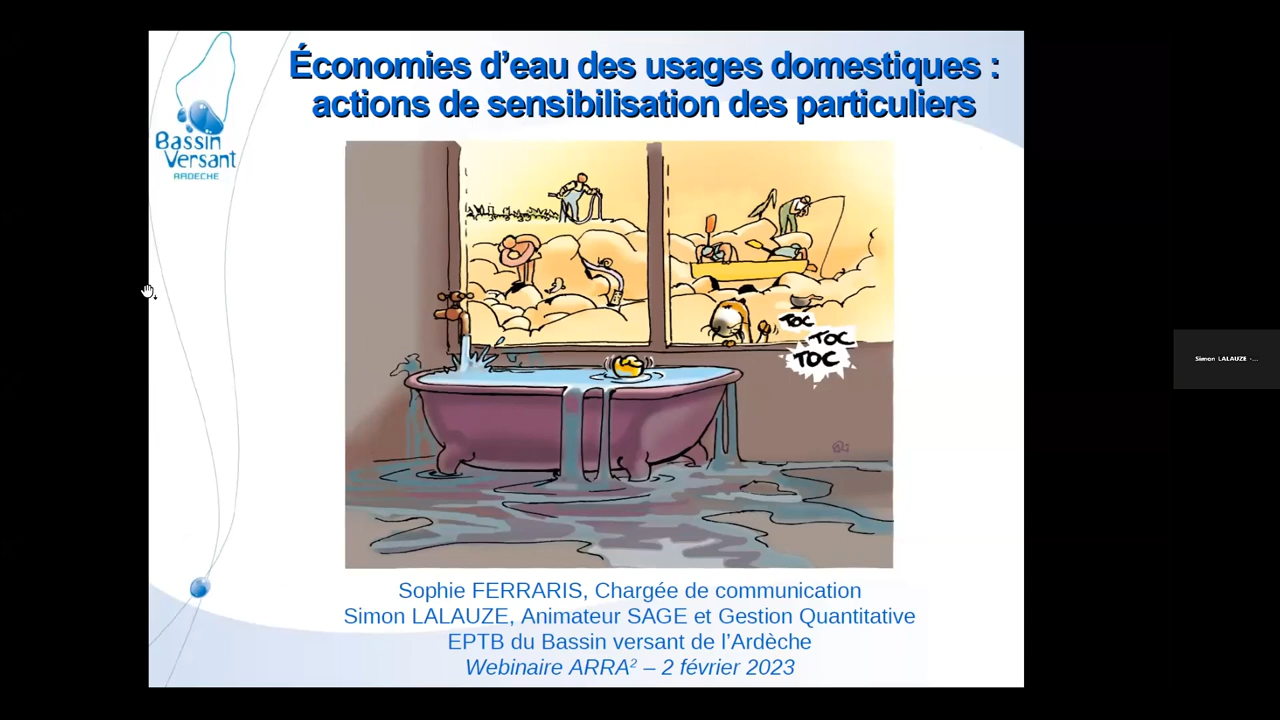 Économies d'eau des usages domestiques :
actions de sensibilisation des particuliers
Bassin
Versant
ARDECHE
TOC
TOC
TOC
Simon LALAUZE -...
Sophie FERRARIS, Chargée de communication
Simon LALAUZE, Animateur SAGE et Gestion Quantitative
EPTB du Bassin versant de l'Ardèche
Webinaire ARRA² – 2 février 2023